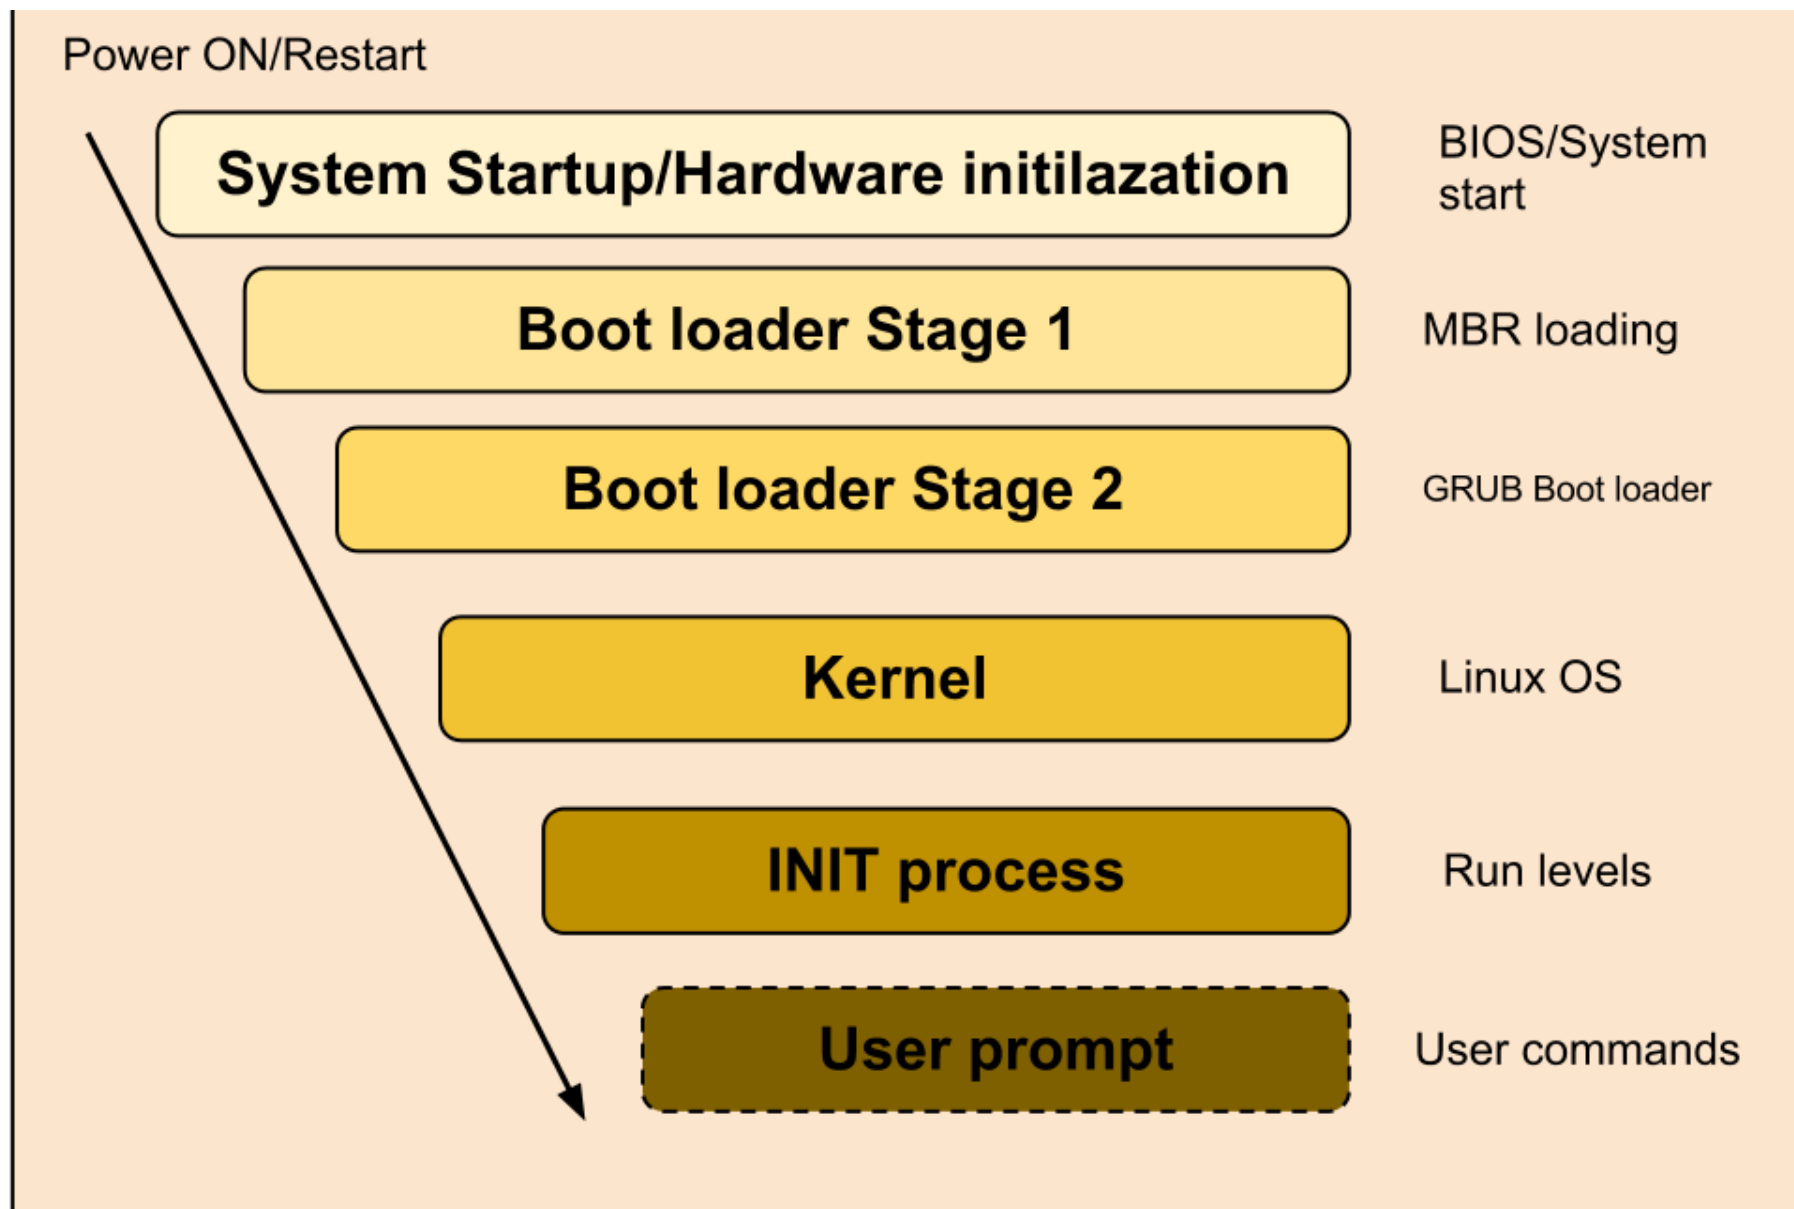 Power ON/Restart
System Startup/Hardware initilazation
BIOS/System
start
Boot loader Stage 1
MBR loading
Boot loader Stage 2
GRUB Boot loader
Kernel
Linux OS
INIT process
Run levels
User prompt
User commands